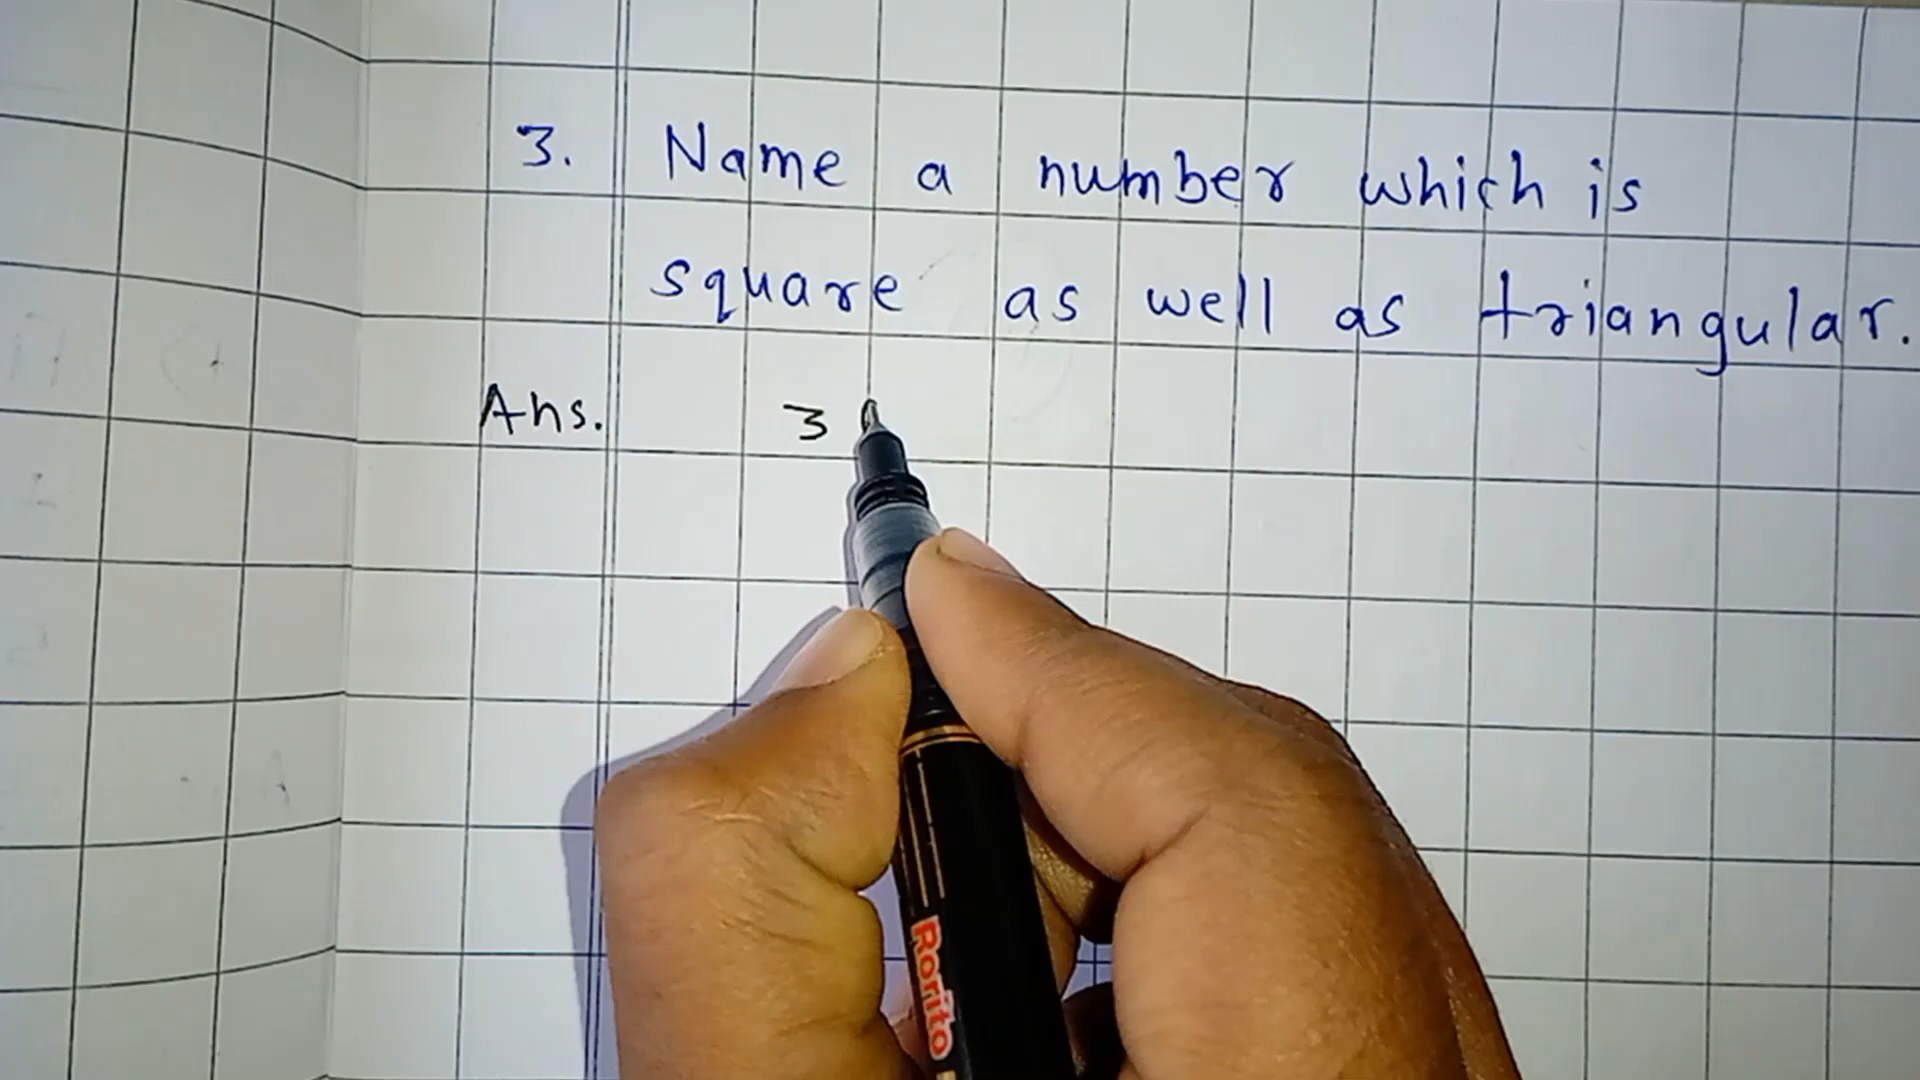 3. Name a number which is
square as well as triangular.
Ans. 3
Rorito